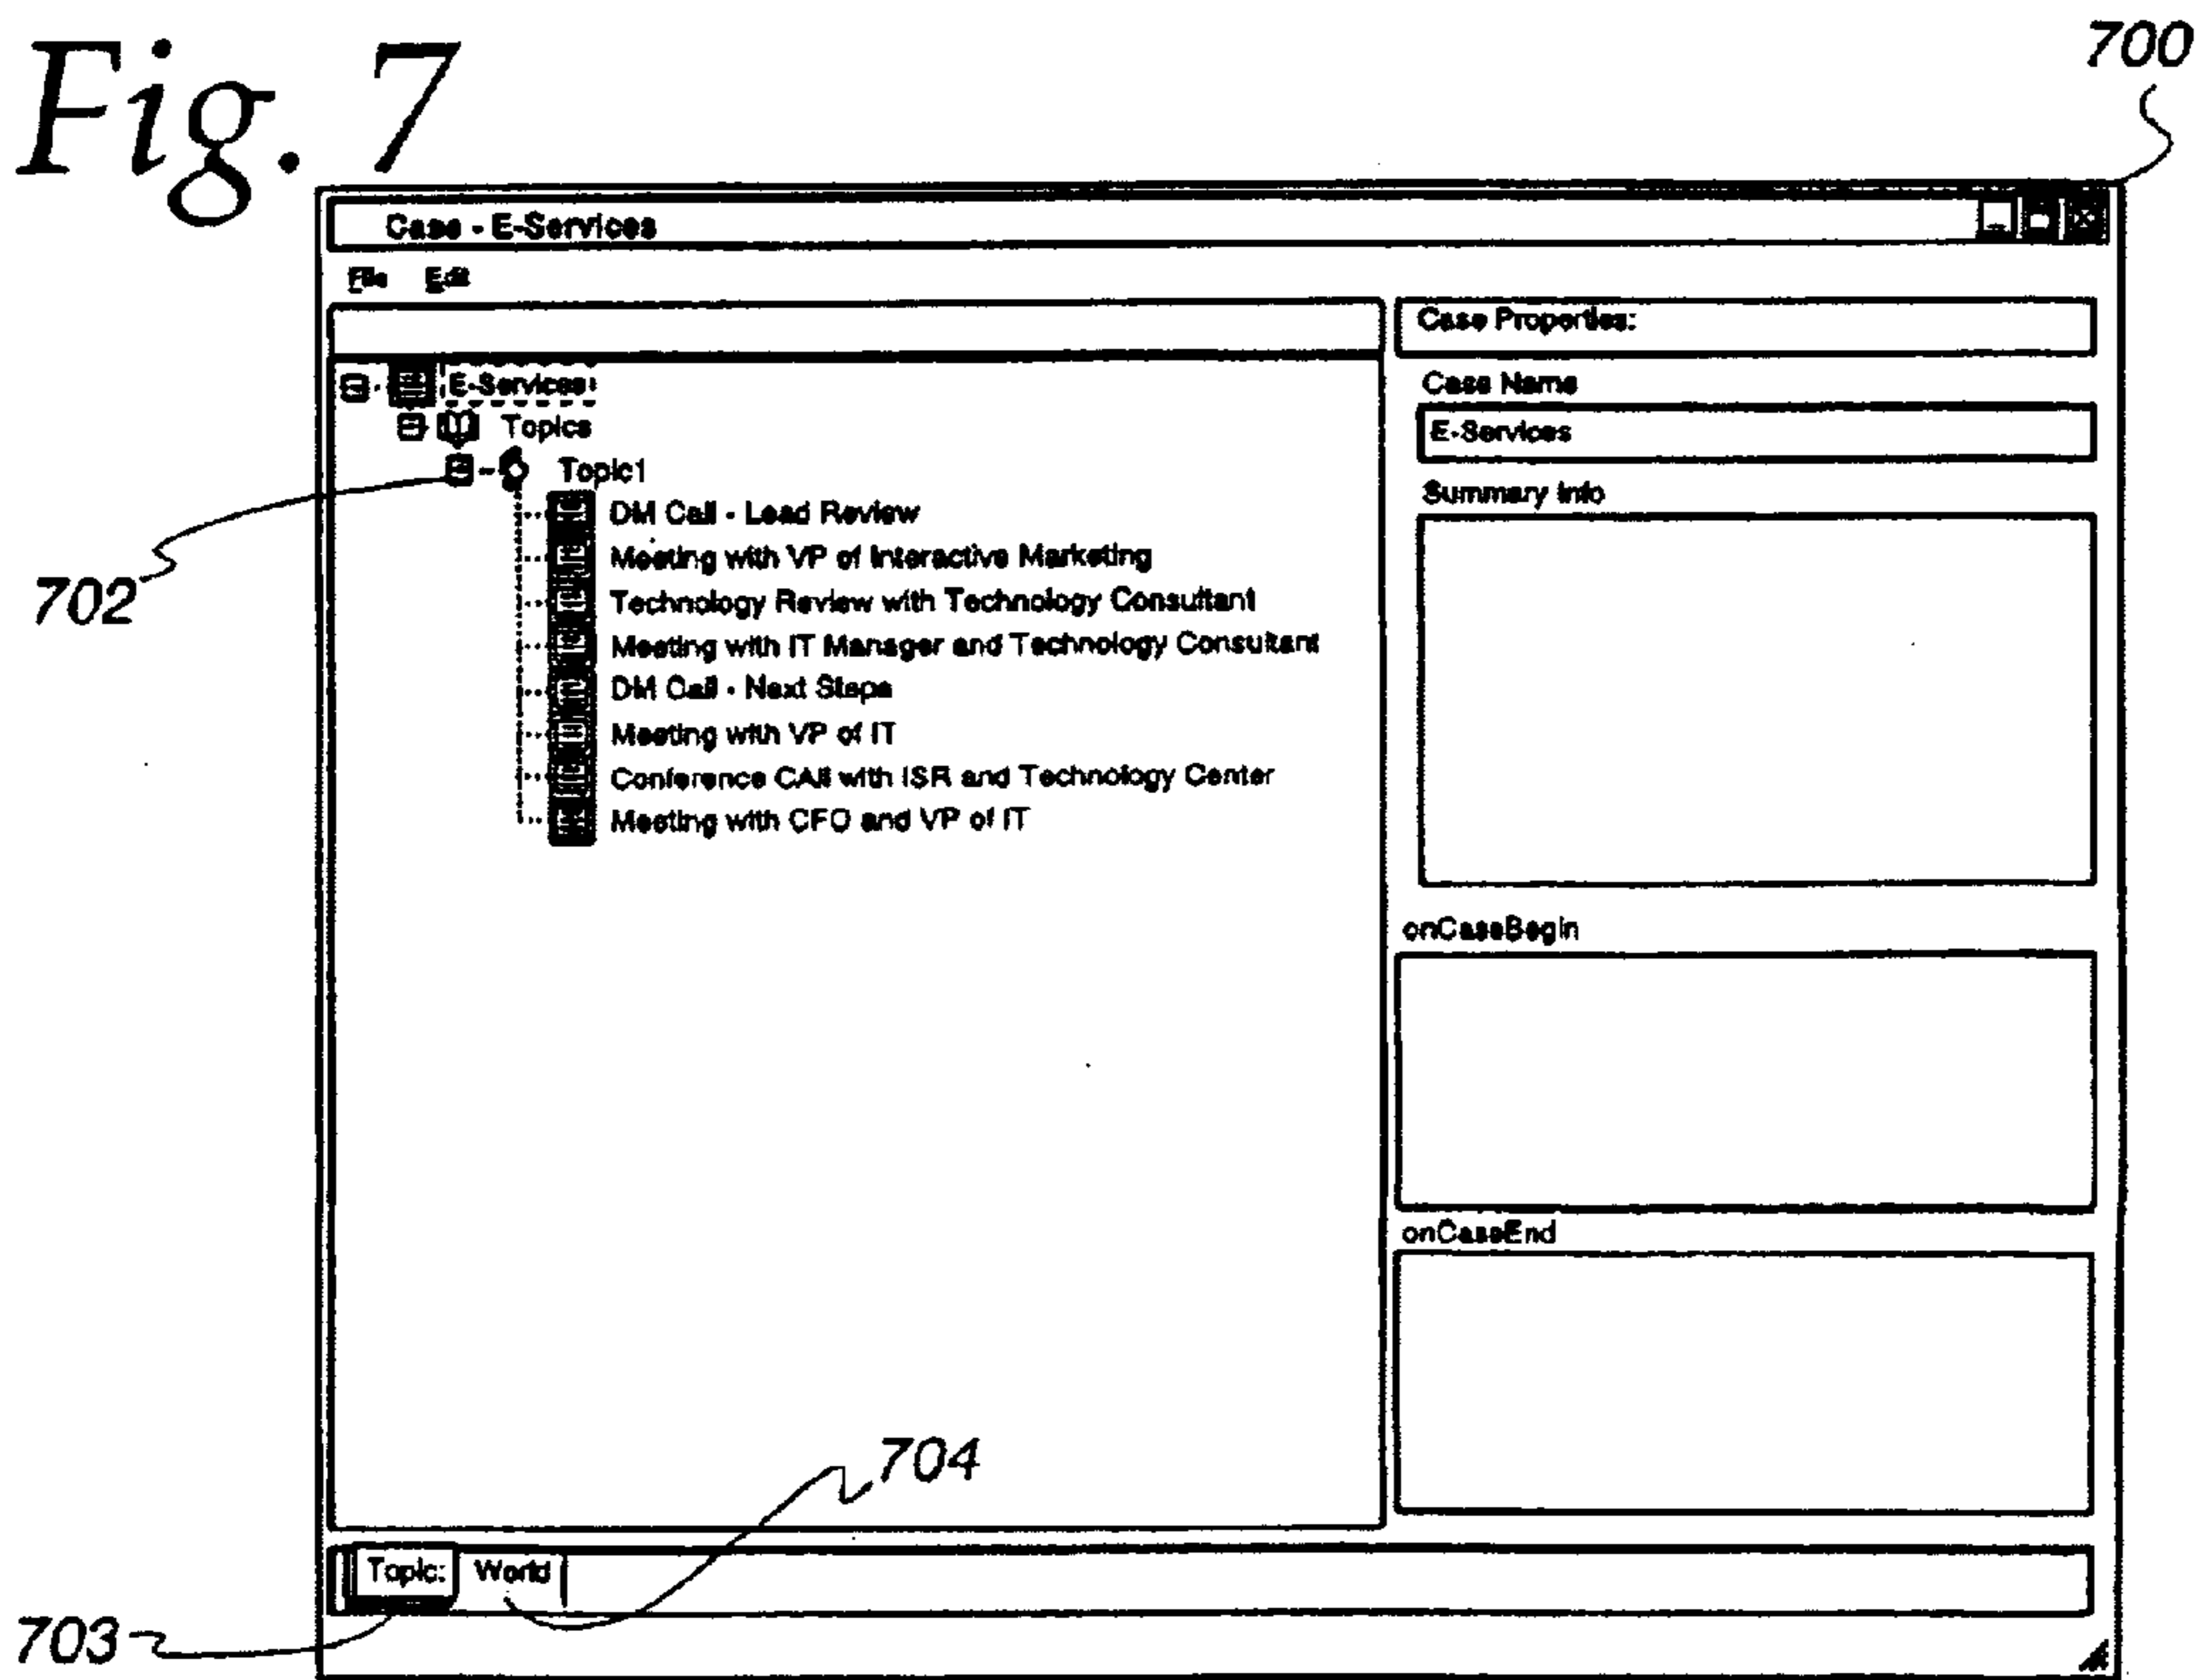 Fig. 7
700
Case - E-Services
File Edit
Case Properties:
E-Services
Case Name
Topics
E-Services
Topic1
Summary Info
DM Call - Lead Review
Meeting with VP of Interactive Marketing
702
Technology Review with Technology Consultant
Meeting with IT Manager and Technology Consultant
DM Call - Next Steps
Meeting with VP of IT
Conference CAll with ISR and Technology Center
Meeting with CFO and VP of IT
onCaseBegin
onCaseEnd
704
Topic: World
703